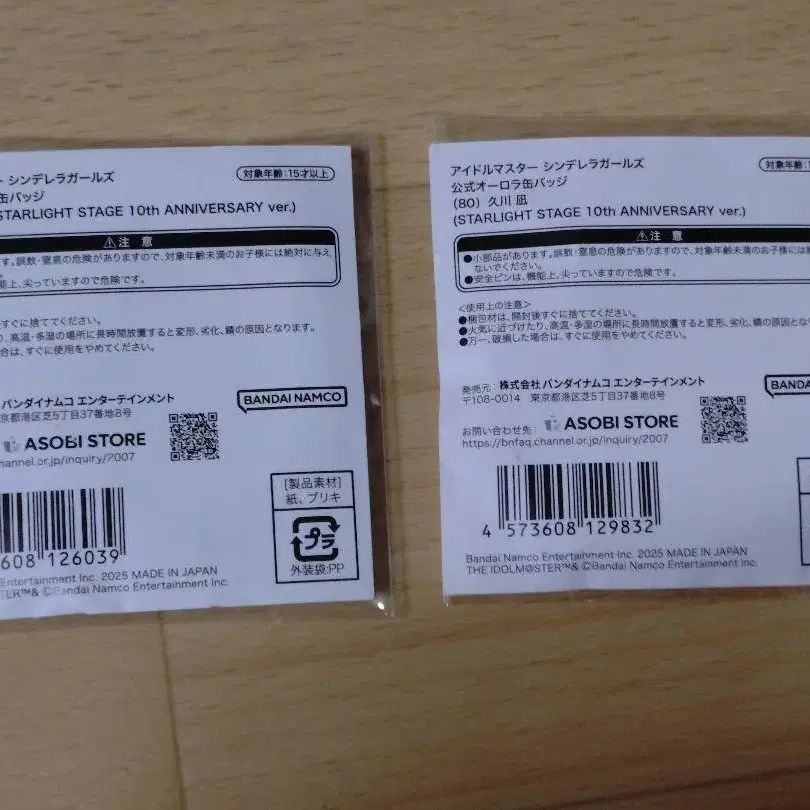 シンデレラガールズ
対象年齢:15才以上
缶バッジ
STARLIGHT STAGE 10th ANNIVERSARY ver.)
⚠注 意
す。誤飲・窒息の危険がありますので、対象年齢未満のお子様には絶対に与え
能上、尖っていますので危険です。
すぐに捨ててください。
り、高温・多湿の場所に長時間放置すると変形、劣化、錆の原因となります。
合は、すぐに使用をやめてください。
バンダイナムコ エンターテインメント
京都港区芝5丁目37番地8号
BANDAI NAMCO
ASOBI STORE
hannel.or.jp/inquiry/2007
[製品素材]
紙、ブリキ
プラ
外装袋:PP
608 126039
Entertainment Inc. 2025 MADE IN JAPAN
STER™& ©Bandai Namco Entertainment Inc.
アイドルマスター シンデレラガールズ
対象年齢:15
公式オーロラ缶バッジ
(80) 久川 凪
(STARLIGHT STAGE 10th ANNIVERSARY ver.)
⚠注 意
●小部品があります。誤飲・窒息の危険がありますので、対象年齢未満のお子様には絶
ないでください。
●安全ピンは、機能上、尖っていますので危険です。
<使用上の注意>
●梱包材は、開封後すぐに捨ててください。
●火気に近づけたり、高温・多湿の場所に長時間放置すると変形、劣化、錆の原因となりま
●万一、破損した場合は、すぐに使用をやめてください。
発売元: 株式会社 バンダイナムコ エンターテインメント
〒108-0014 東京都港区芝5丁目37番地8号
BANDA
お問い合わせ先: ASOBI STORE
https://bnfaq.channel.or.jp/inquiry/2007
4 573608 129832
Bandai Namco Entertainment Inc. 2025 MADE IN JAPAN
THE IDOLM@STER™& ©Bandai Namco Entertainment Inc.